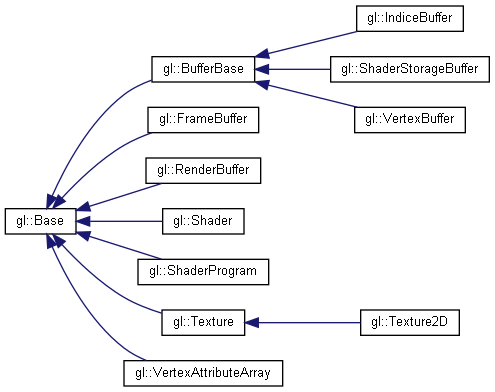 gl::IndiceBuffer
gl::BufferBase
gl::ShaderStorageBuffer
gl::FrameBuffer
gl::VertexBuffer
gl::RenderBuffer
gl::Base
gl::Shader
gl::ShaderProgram
gl::Texture
gl::Texture2D
gl::VertexAttributeArray